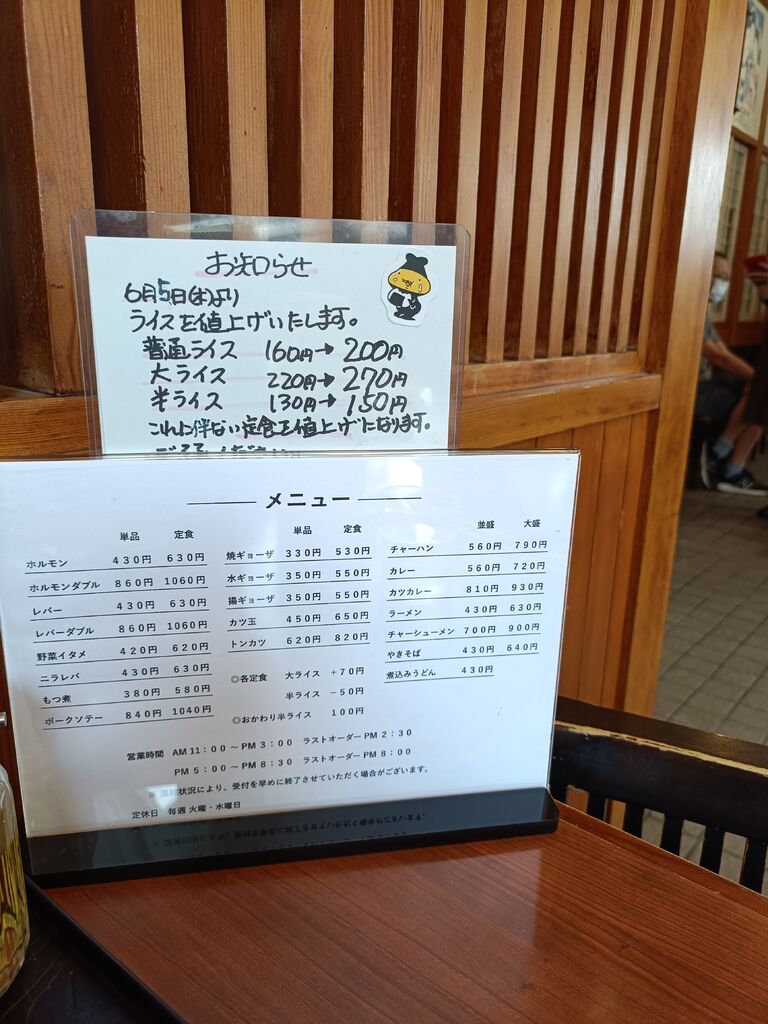 お知らせ
6月5日(木)より
ライスを値上げいたします。
普通ライス 160円→200円
大ライス 220円→270円
半ライス 130円→150円
これに伴ない定食も値上げになります。
メニュー
単品 定食
ホルモン 430円 630円
ホルモンダブル 860円 1060円
レバー 430円 630円
レバーダブル 860円 1060円
野菜イタメ 420円 620円
ニラレバ 430円 630円
もつ煮 380円 580円
ポークソテー 840円 1040円
単品 定食
焼ギョーザ 330円 530円
水ギョーザ 350円 550円
揚ギョーザ 350円 550円
カツ玉 450円 650円
トンカツ 620円 820円
◎各定食 大ライス +70円
半ライス -50円
◎おかわり半ライス 100円
並盛 大盛
チャーハン 560円 790円
カレー 560円 720円
カツカレー 810円 930円
ラーメン 430円 630円
チャーシューメン 700円 900円
やきそば 430円 640円
煮込みうどん 430円
営業時間 AM 11:00~PM 3:00 ラストオーダー PM 2:30
PM 5:00~PM 8:30 ラストオーダー PM 8:00
※ 状況により、受付を早めに終了させていただく場合がございます。
定休日 毎週 火曜・水曜日